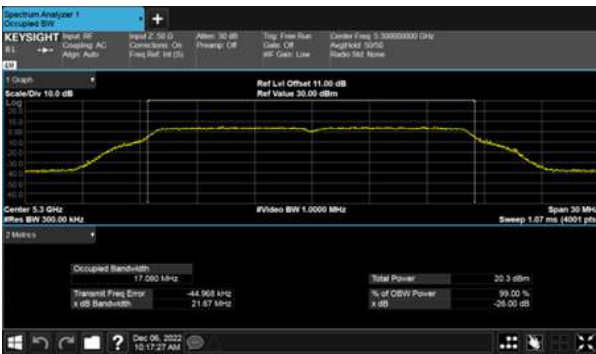 Spectrum Analyzer 1
Occupied BW
+
KEYSIGHT Input: RF
RL Coupling: AC
Align: Auto
Input Z: 50 Ω
Corrections: On
Freq Ref: Int (S)
Atten: 30 dB
Preamp: Off
Trig: Free Run
Gate: Off
#IF Gain: Low
Center Freq: 5.300000000 GHz
Avg|Hold: 50/50
Radio Std: None
1 Graph
Scale/Div 10.0 dB
Ref Lvl Offset 11.00 dB
Ref Value 30.00 dBm
Log
20.0
10.0
Center 5.3 GHz
#Res BW 300.00 kHz
#Video BW 1.0000 MHz
Span 30 MHz
Sweep 1.07 ms (4001 pts
2 Metrics
Occupied Bandwidth
17.080 MHz
Transmit Freq Error -44.968 kHz
x dB Bandwidth 21.67 MHz
Total Power 20.3 dBm
% of OBW Power 99.00 %
x dB -26.00 dB
?
Dec 06, 2022
10:17:27 AM